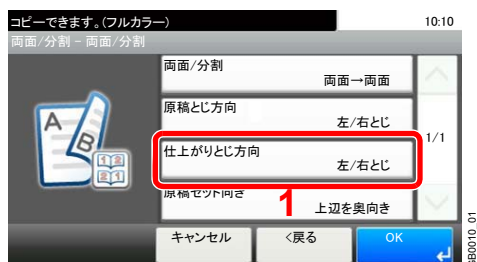 コピーできます。(フルカラー)
10:10
両面/分割 - 両面/分割
両面/分割
両面→両面
原稿とじ方向
左/右とじ
1/1
仕上がりとじ方向
左/右とじ
原稿セット向き
1
上辺を奥向き
キャンセル
<戻る
OK
A
B
1 2
2 1